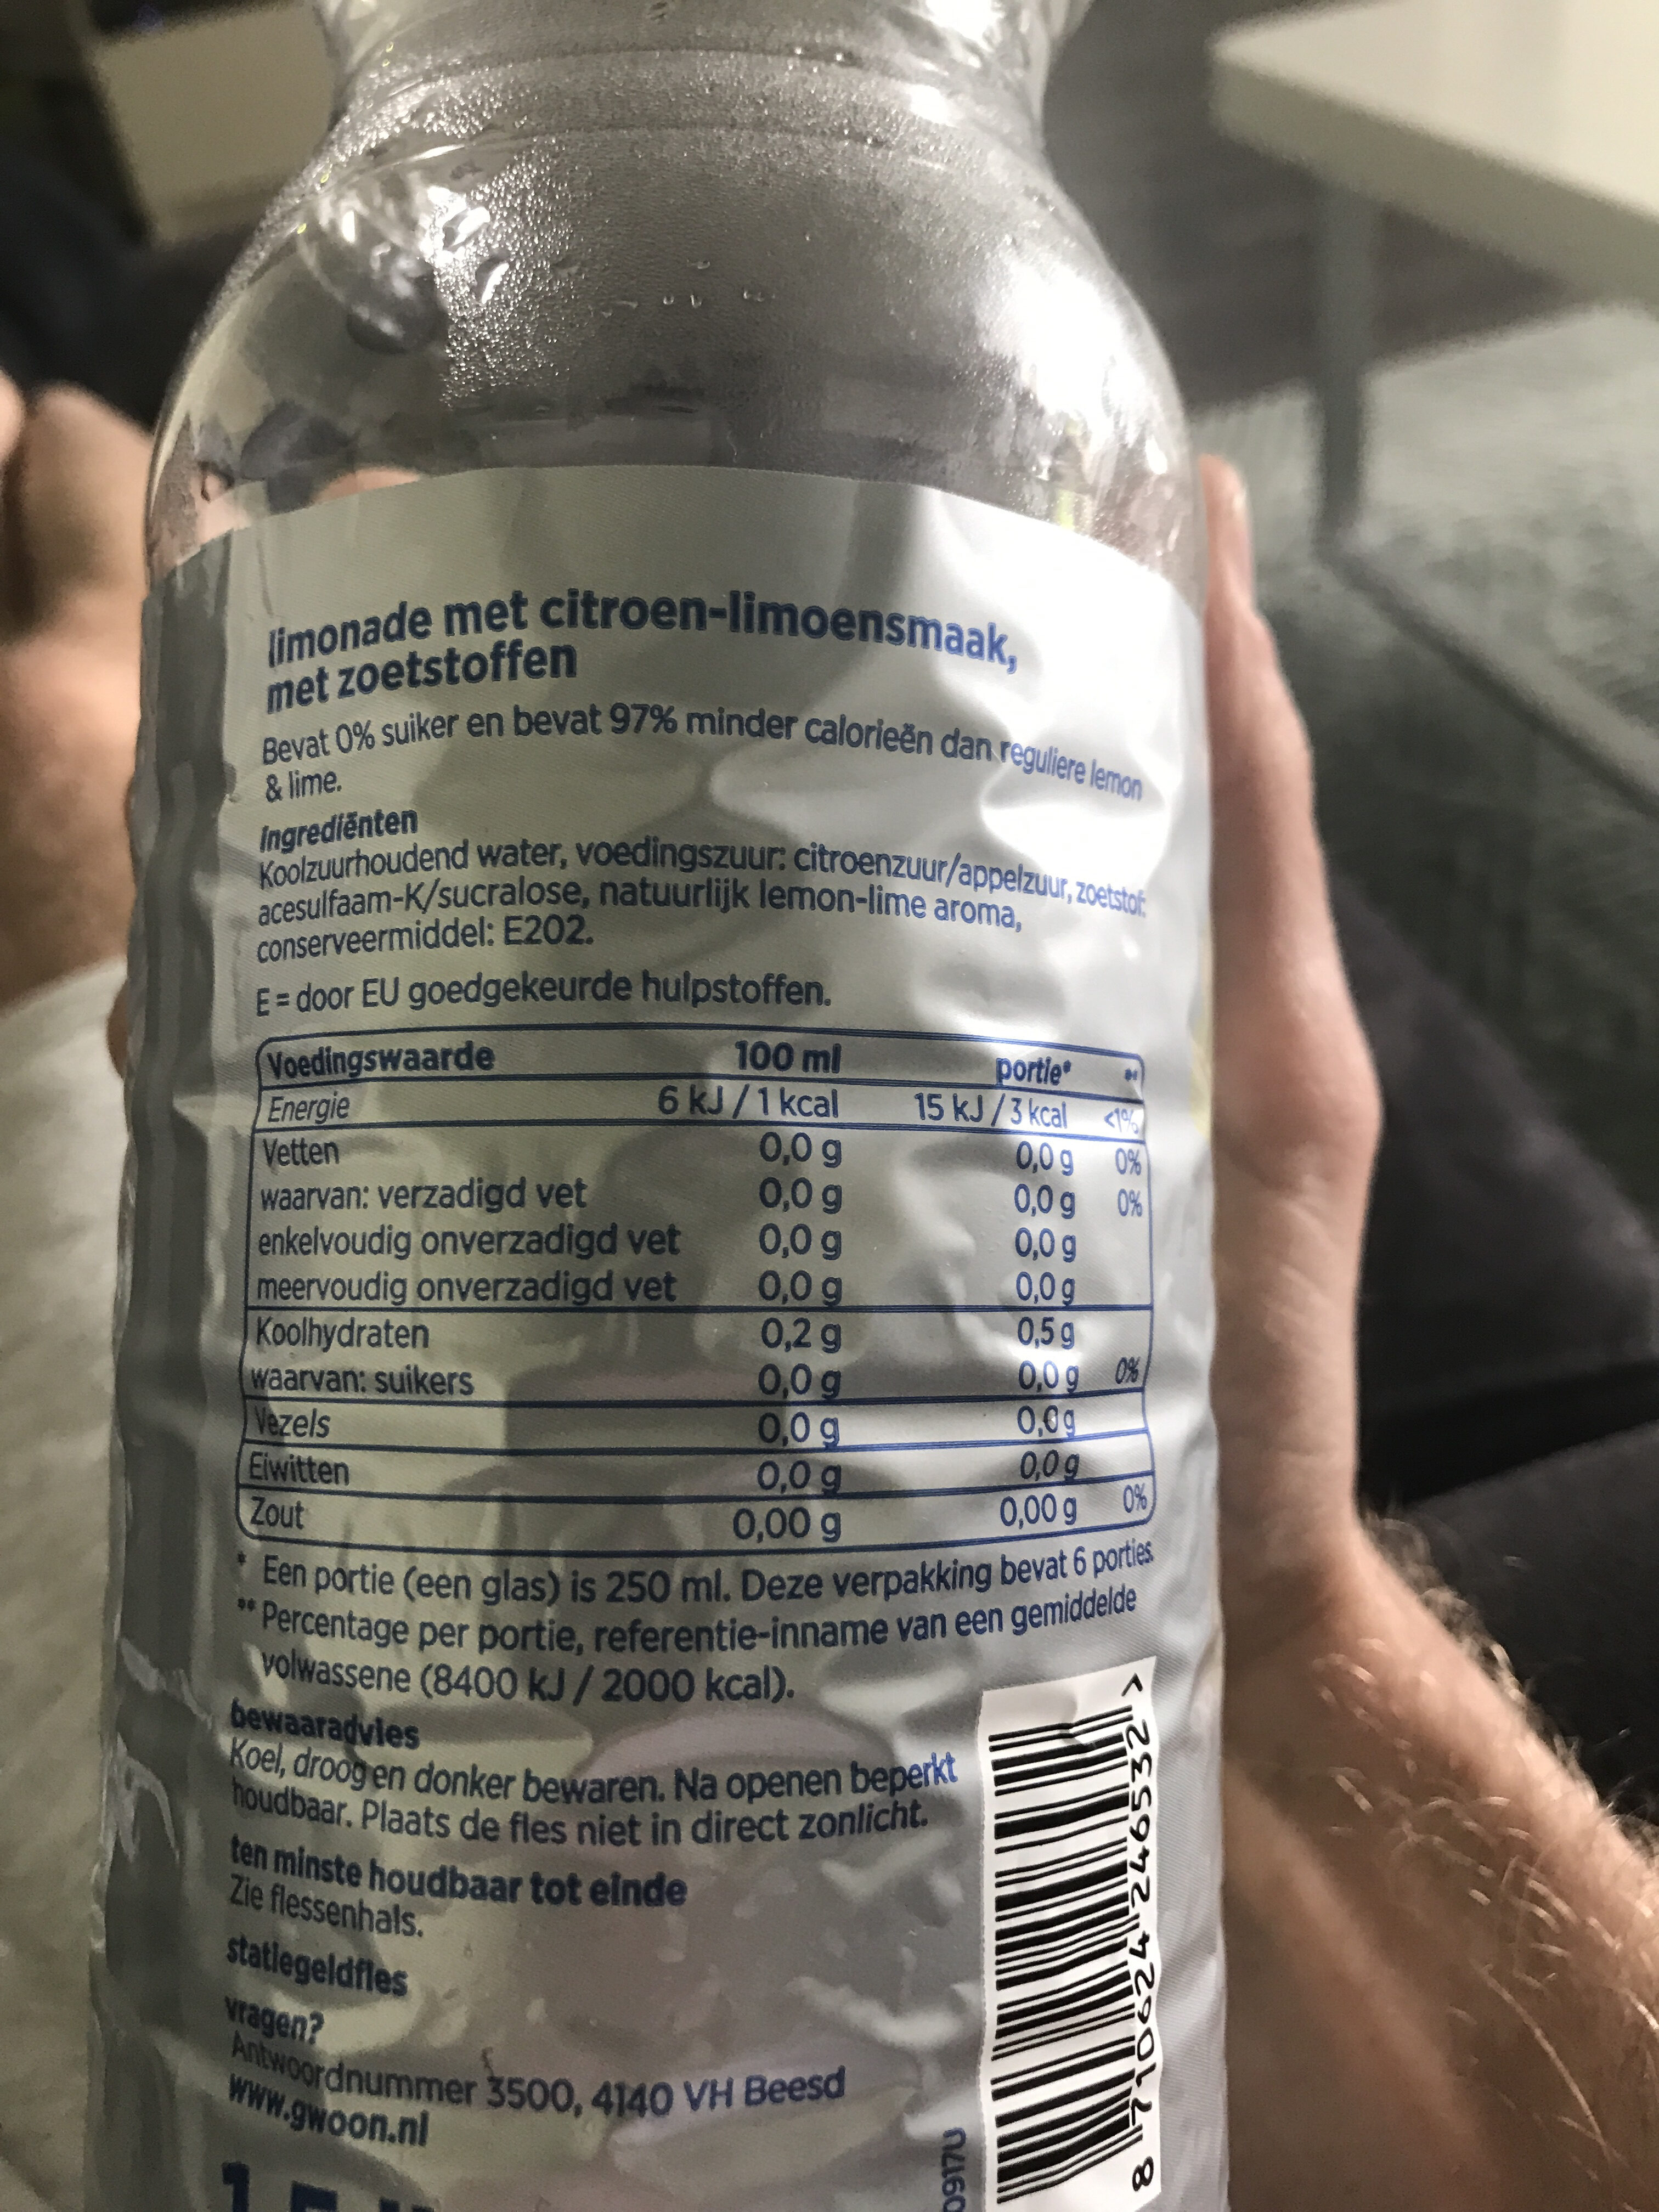 limonade met citroen-limoensmaak,
met zoetstoffen
Bevat 0% suiker en bevat 97% minder calorieën dan reguliere lemon
& lime.
ingrediënten
Koolzuurhoudend water, voedingszuur: citroenzuur/appelzuur, zoetstof:
acesulfaam-K/sucralose, natuurlijk lemon-lime aroma,
conserveermiddel: E202.
E = door EU goedgekeurde hulpstoffen.
Voedingswaarde 100 ml portie* **
Energie 6 kJ / 1 kcal 15 kJ / 3 kcal <1%
Vetten 0,0 g 0,0 g 0%
waarvan: verzadigd vet 0,0 g 0,0 g 0%
enkelvoudig onverzadigd vet 0,0 g 0,0 g
meervoudig onverzadigd vet 0,0 g 0,0 g
Koolhydraten 0,2 g 0,5 g
waarvan: suikers 0,0 g 0,0 g 0%
Vezels 0,0 g 0,0 g
Eiwitten 0,0 g 0,0 g
Zout 0,00 g 0,00 g 0%
* Een portie (een glas) is 250 ml. Deze verpakking bevat 6 porties.
** Percentage per portie, referentie-inname van een gemiddelde
volwassene (8400 kJ / 2000 kcal).
bewaaradvies
Koel, droog en donker bewaren. Na openen beperkt
houdbaar. Plaats de fles niet in direct zonlicht.
ten minste houdbaar tot einde
Zie flessenhals.
statiegeldfles
vragen?
Antwoordnummer 3500, 4140 VH Beesd
www.gwoon.nl
8 710624 246532 >